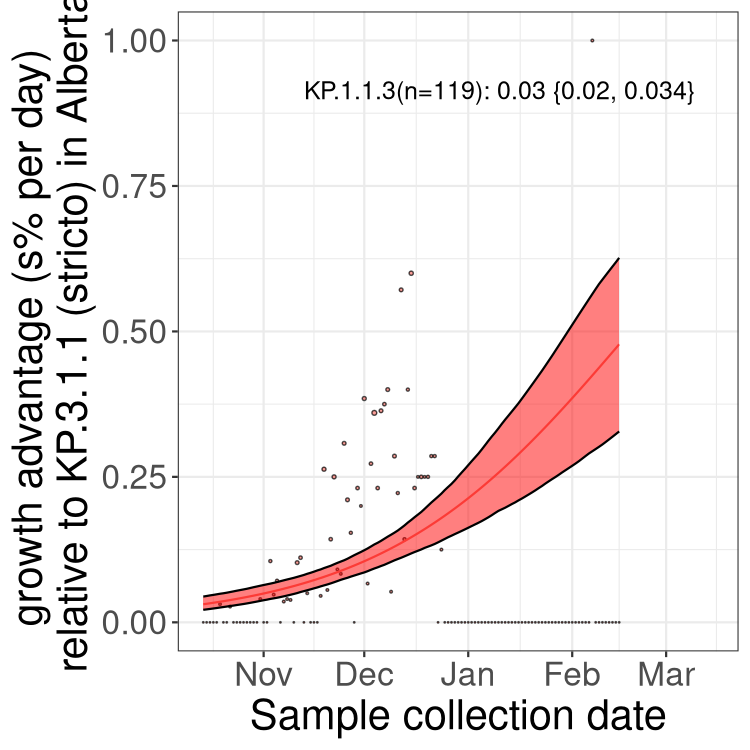 growth advantage (s% per day)
relative to KP.3.1.1 (stricto) in Alberta
1.00
0.75
0.50
0.25
0.00
KP.1.1.3(n=119): 0.03 {0.02, 0.034}
Nov Dec Jan Feb Mar
Sample collection date